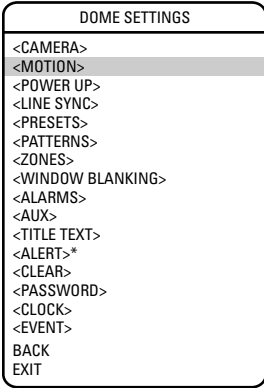 DOME SETTINGS
<CAMERA>
<MOTION>
<POWER UP>
<LINE SYNC>
<PRESETS>
<PATTERNS>
<ZONES>
<WINDOW BLANKING>
<ALARMS>
<AUX>
<TITLE TEXT>
<ALERT>*
<CLEAR>
<PASSWORD>
<CLOCK>
<EVENT>
BACK
EXIT